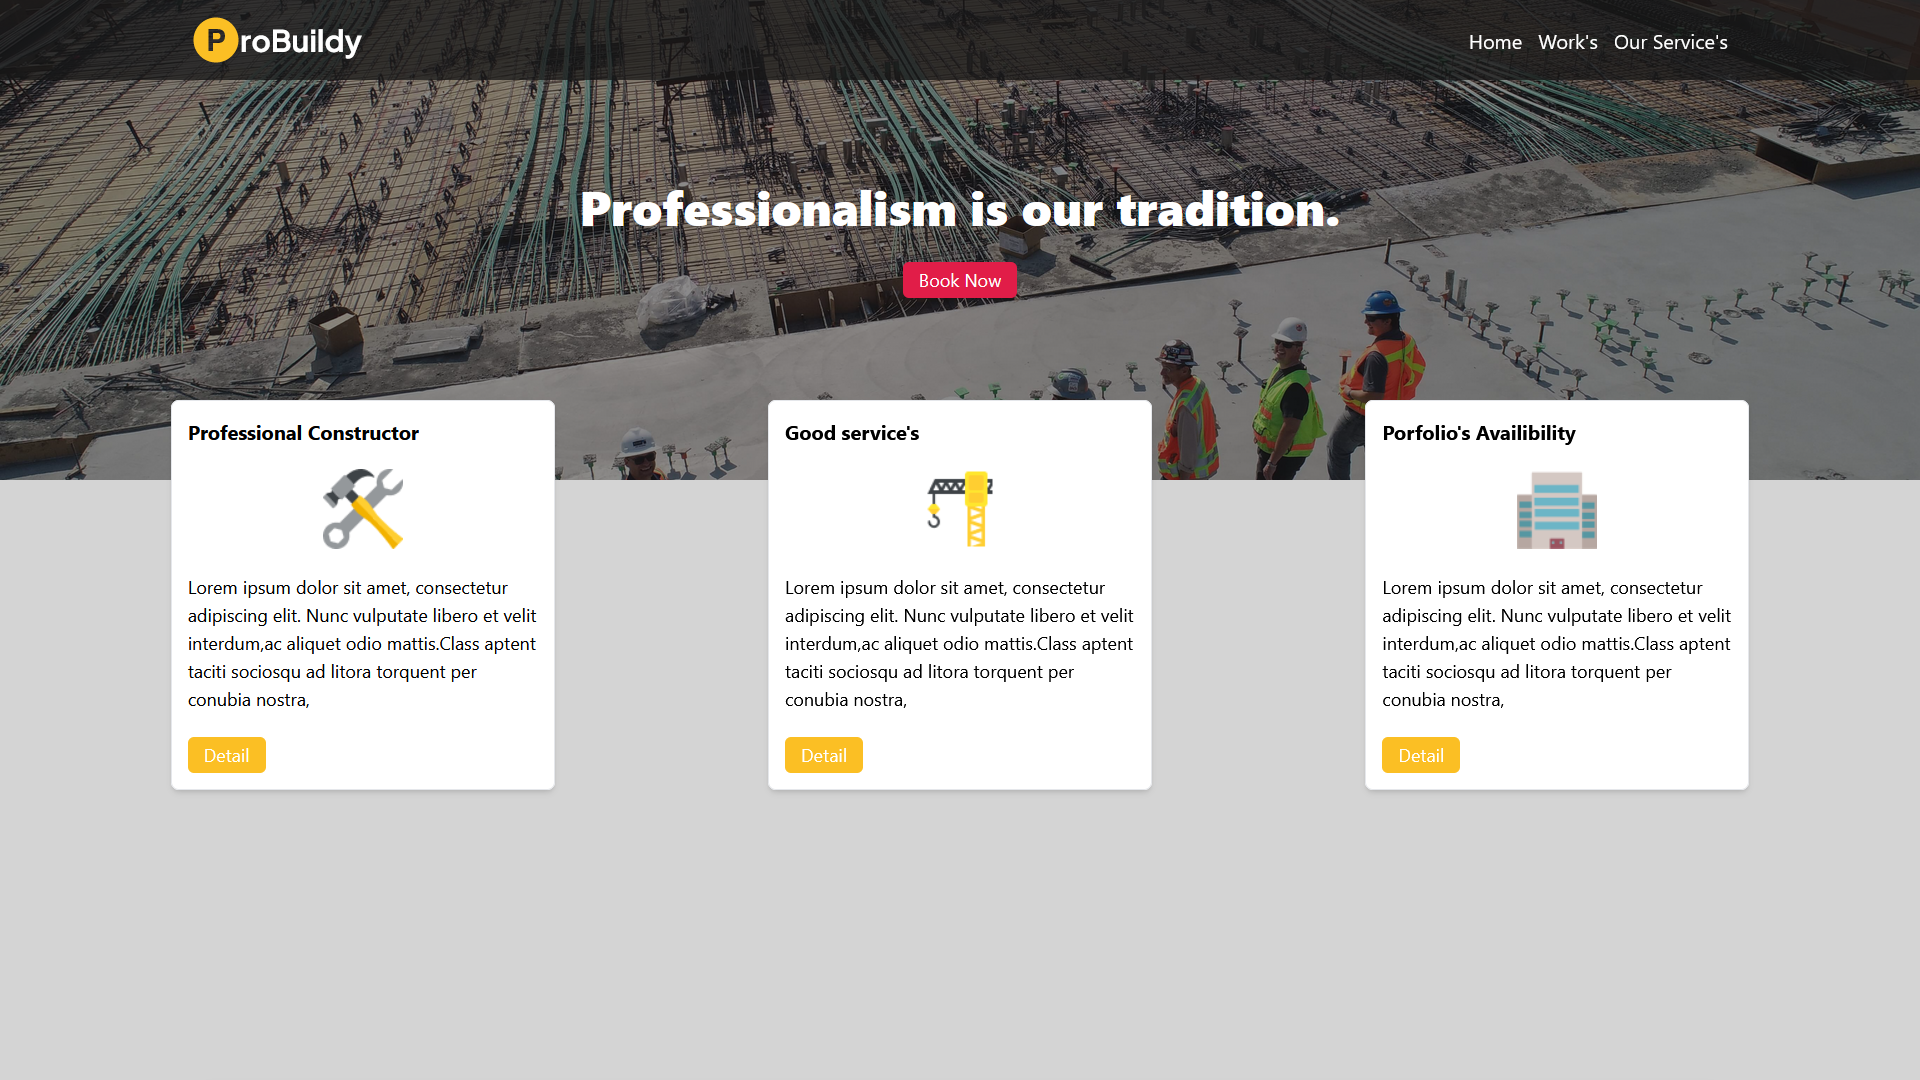 ProBuildy
Home Work's Our Service's
Professionalism is our tradition.
Book Now
Professional Constructor
Lorem ipsum dolor sit amet, consectetur
adipiscing elit. Nunc vulputate libero et velit
interdum,ac aliquet odio mattis.Class aptent
taciti sociosqu ad litora torquent per
conubia nostra,
Detail
Good service's
Lorem ipsum dolor sit amet, consectetur
adipiscing elit. Nunc vulputate libero et velit
interdum,ac aliquet odio mattis.Class aptent
taciti sociosqu ad litora torquent per
conubia nostra,
Detail
Porfolio's Availibility
Lorem ipsum dolor sit amet, consectetur
adipiscing elit. Nunc vulputate libero et velit
interdum,ac aliquet odio mattis.Class aptent
taciti sociosqu ad litora torquent per
conubia nostra,
Detail